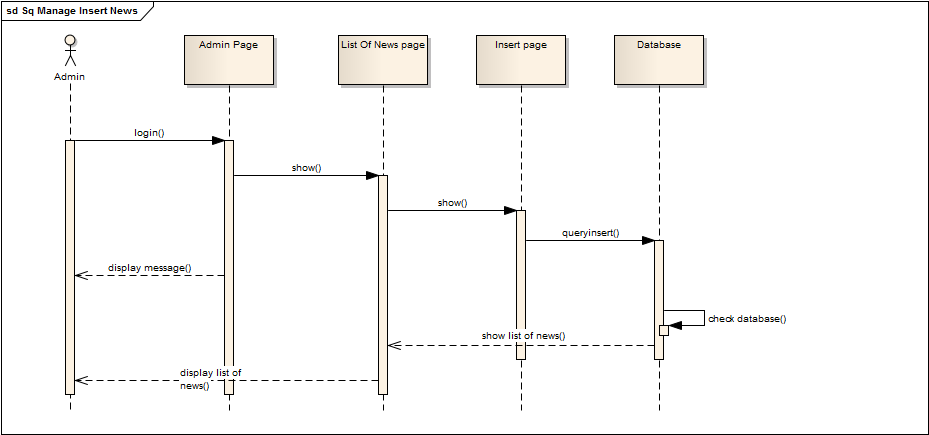 sd Sq Manage Insert News
Admin Page
List Of News page
Insert page
Database
Admin
login()
show()
show()
queryinsert()
display message()
check database()
show list of news()
display list of
news()